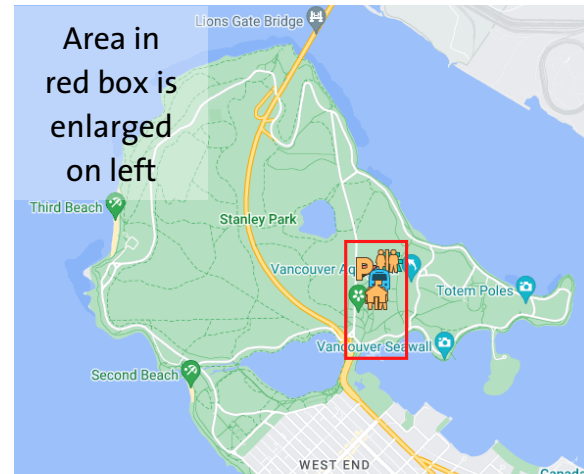 Area in
red box is
enlarged
on left
Lions Gate Bridge
Third Beach
Stanley Park
Vancouver Aq
P
Totem Poles
Vancouver Seawall
Second Beach
WEST END
Canada